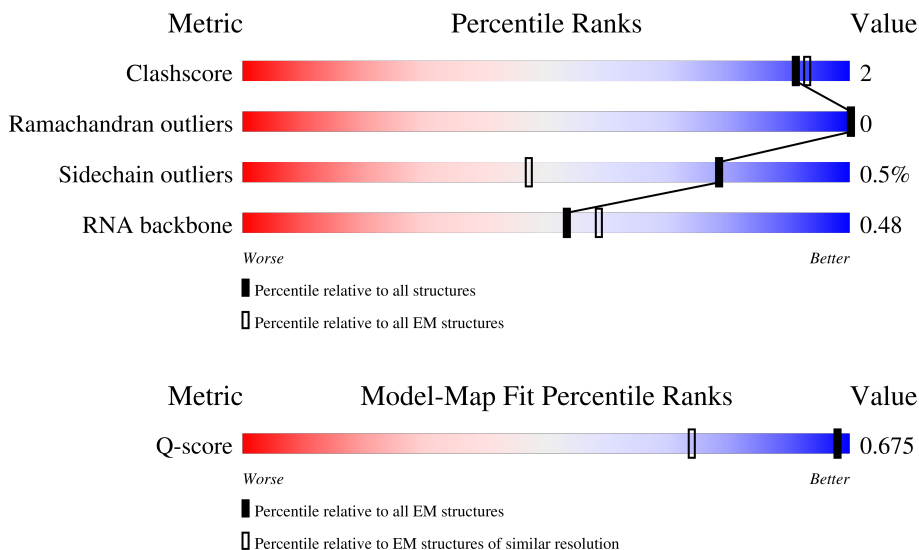 Metric Percentile Ranks Value
Clashscore 2
Ramachandran outliers 0
Sidechain outliers 0.5%
RNA backbone 0.48
Worse Better
Percentile relative to all structures
Percentile relative to all EM structures
Metric Model-Map Fit Percentile Ranks Value
Q-score 0.675
Worse Better
Percentile relative to all EM structures
Percentile relative to EM structures of similar resolution